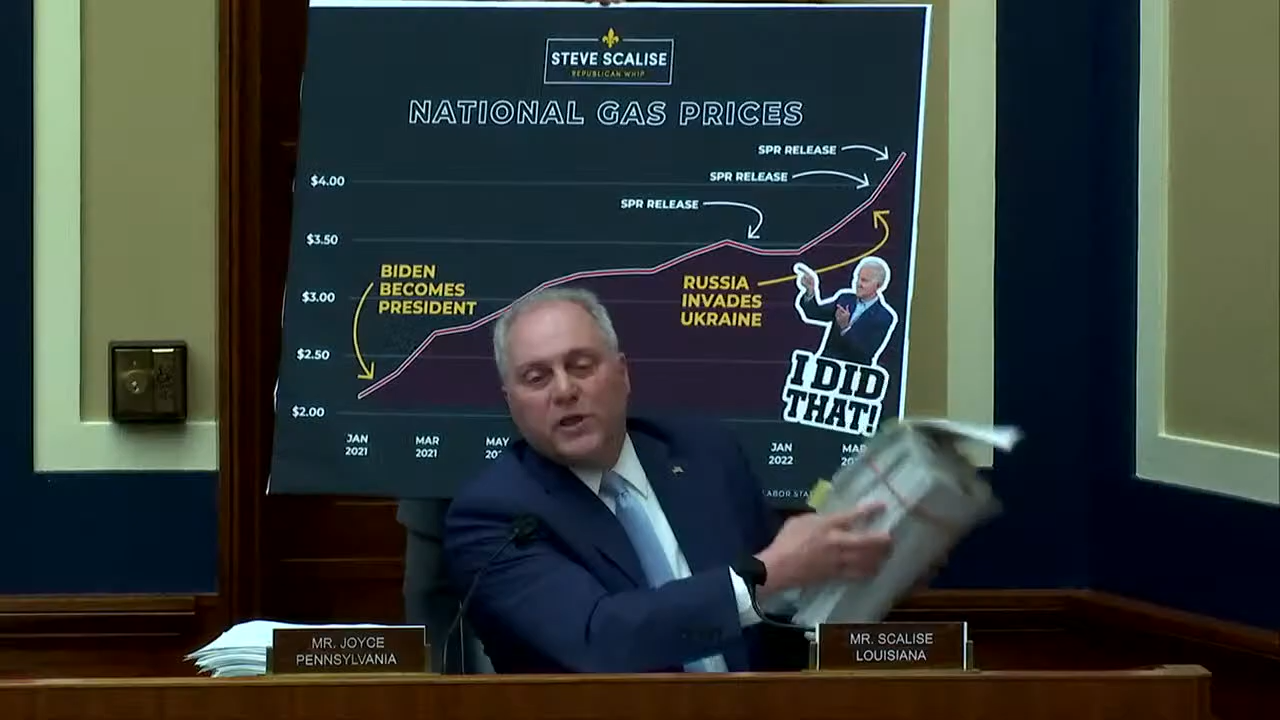 STEVE SCALISE
REPUBLICAN WHIP
NATIONAL GAS PRICES
SPR RELEASE
$4.00
SPR RELEASE
SPR RELEASE
$3.50
BIDEN
BECOMES
PRESIDENT
RUSSIA
INVADES
UKRAINE
$3.00
$2.50
I DID
THAT!
$2.00
JAN
2021
MAR
2021
MAY
JAN
2022
LABOR
MR. JOYCE
PENNSYLVANIA
MR. SCALISE
LOUISIANA